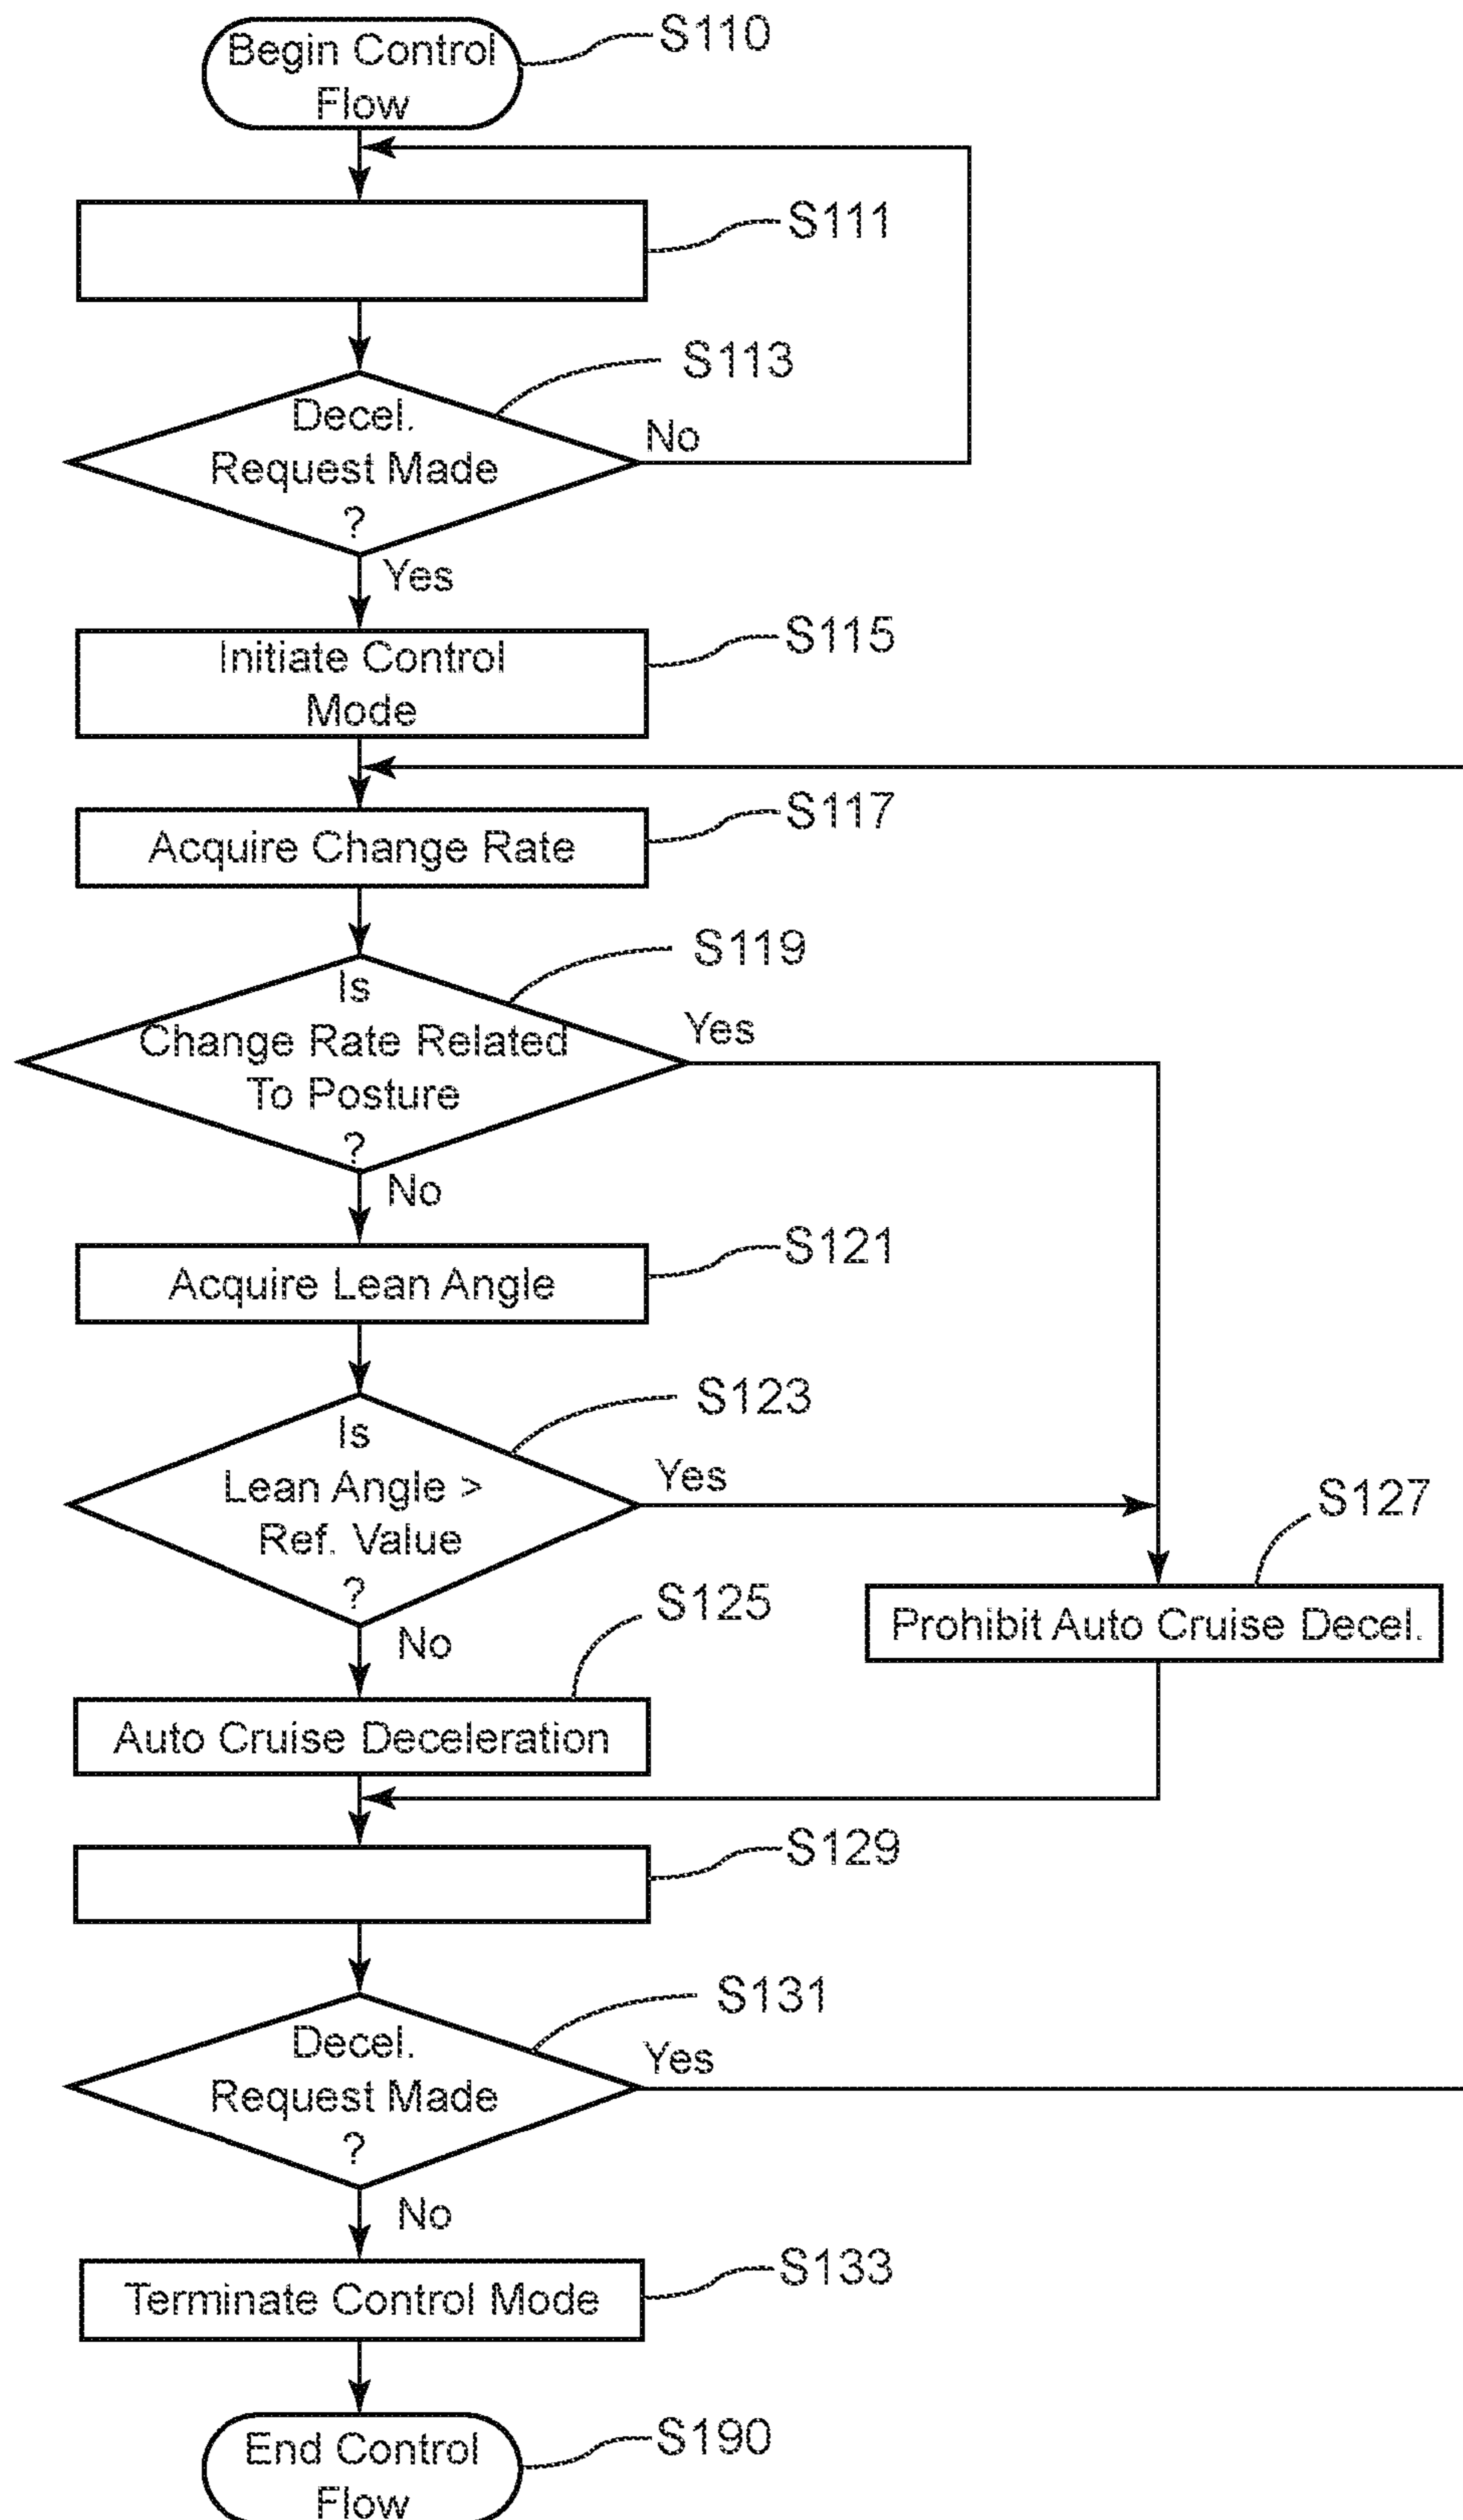 Begin Control
Flow
S110
S111
S113
Decel.
Request Made
?
No
Yes
S115
Initiate Control
Mode
S117
Acquire Change Rate
S119
Is
Change Rate Related
To Posture
?
Yes
No
S121
Acquire Lean Angle
S123
Is
Lean Angle >
Ref. Value
?
Yes
S127
Prohibit Auto Cruise Decel.
No
S125
Auto Cruise Deceleration
S129
S131
Decel.
Request Made
?
Yes
No
S133
Terminate Control Mode
S190
End Control
Flow